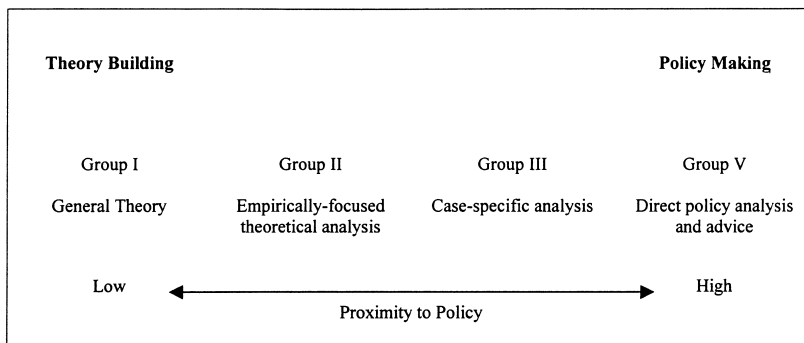 Theory Building Policy Making
Group I Group II Group III Group V
General Theory Empirically-focused Case-specific analysis Direct policy analysis
theoretical analysis and advice
Low High
Proximity to Policy